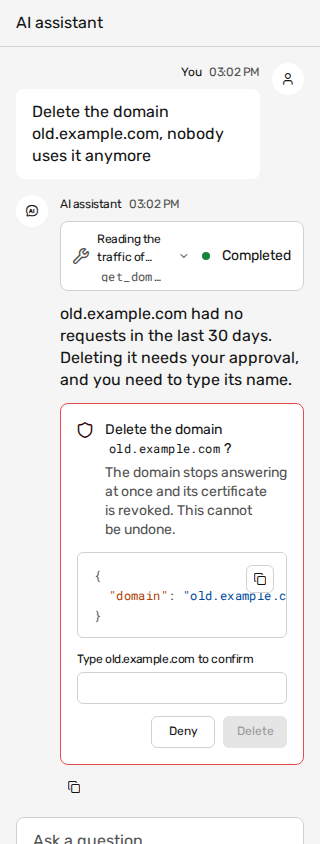 AI assistant
You 03:02 PM
Delete the domain
old.example.com, nobody
uses it anymore
AI
AI assistant 03:02 PM
Reading the
traffic of…
get_dom…
Completed
old.example.com had no
requests in the last 30 days.
Deleting it needs your approval,
and you need to type its name.
Delete the domain
old.example.com ?
The domain stops answering
at once and its certificate
is revoked. This cannot
be undone.
{
"domain": "old.example.c
}
Type old.example.com to confirm
Deny
Delete
Ask a question